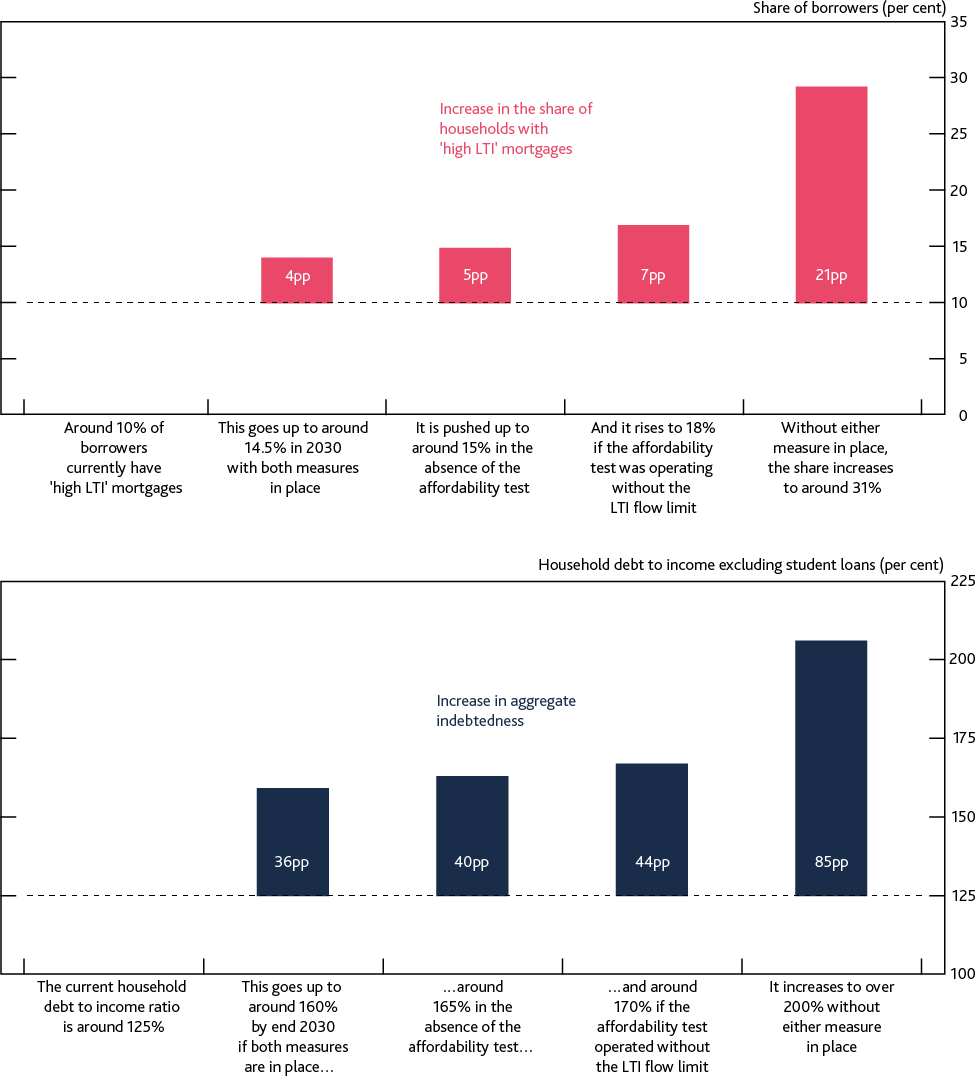 Share of borrowers (per cent)
35
30
25
20
15
10
5
0
Increase in the share of
households with
'high LTI' mortgages
4pp
5pp
7pp
21pp
Around 10% of
borrowers
currently have
'high LTI' mortgages
This goes up to around
14.5% in 2030
with both measures
in place
It is pushed up to
around 15% in the
absence of the
affordability test
And it rises to 18%
if the affordability
test was operating
without the
LTI flow limit
Without either
measure in place,
the share increases
to around 31%
Household debt to income excluding student loans (per cent)
225
200
175
150
125
100
Increase in aggregate
indebtedness
36pp
40pp
44pp
85pp
The current household
debt to income ratio
is around 125%
This goes up to
around 160%
by end 2030
if both measures
are in place…
…around
165% in the
absence of the
affordability test…
…and around
170% if the
affordability test
operated without
the LTI flow limit
It increases to over
200% without
either measure
in place